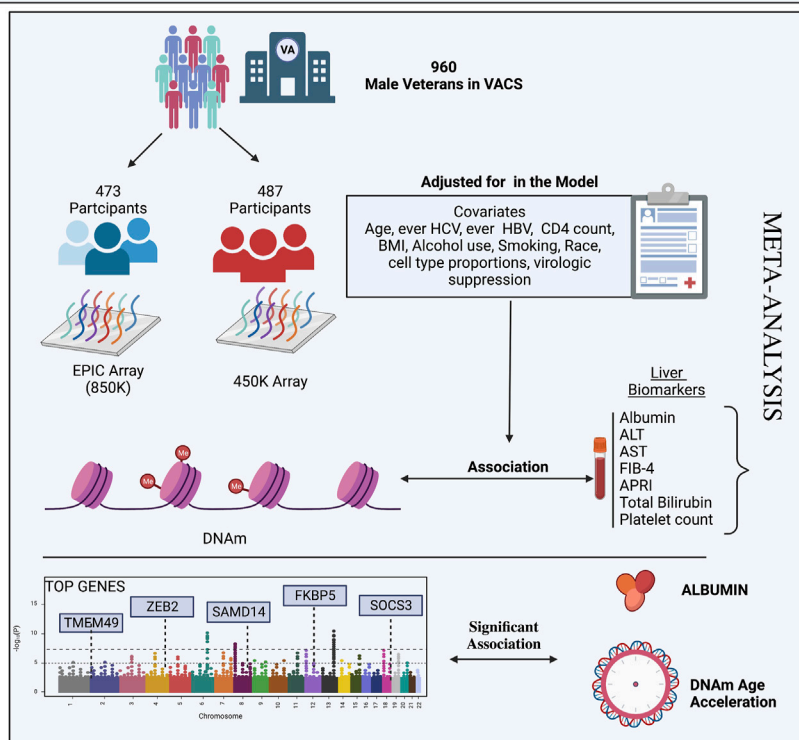 VA
960
Male Veterans in VACS
473
Partcipants
487
Participants
EPIC Array
(850K)
450K Array
Adjusted for in the Model
Covariates
Age, ever HCV, ever HBV, CD4 count,
BMI, Alcohol use, Smoking, Race,
cell type proportions, virologic
suppression
META-ANALYSIS
Liver
Biomarkers
Albumin
ALT
AST
FIB-4
APRI
Total Bilirubin
Platelet count
Association
Me
Me
Me
DNAm
TOP GENES
TMEM49
ZEB2
SAMD14
FKBP5
SOCS3
-log₁₀(P)
15
10
5
0
1 2 3 4 5 6 7 8 9 10 11 12 13 14 15 16 17 18 19 20 21 22
Chromosome
Significant
Association
ALBUMIN
DNAm Age
Acceleration